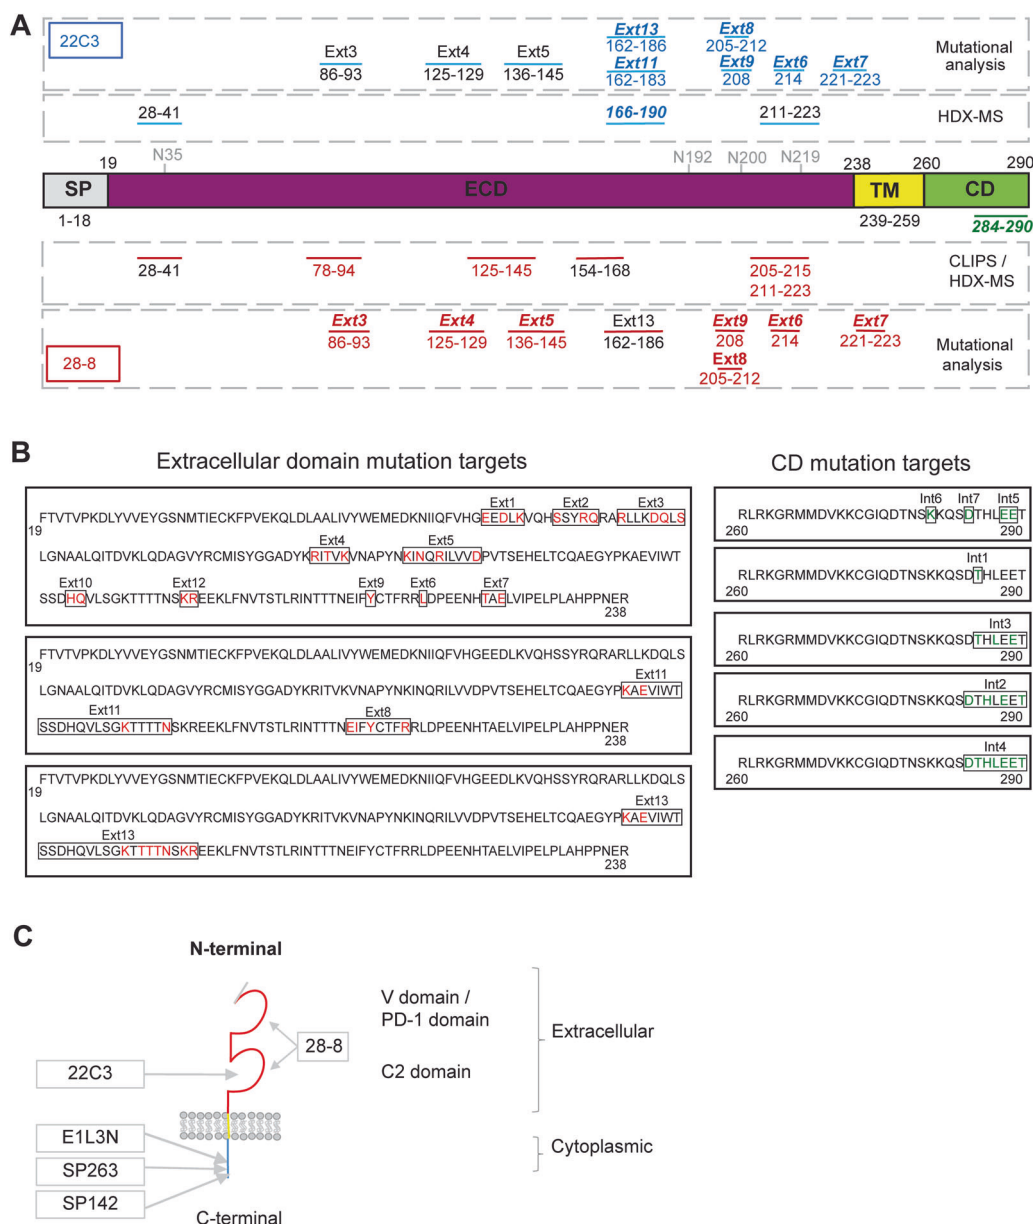 A
22C3
Ext3
86-93
Ext4
125-129
Ext5
136-145
Ext13
162-186
Ext11
162-183
Ext8
205-212
Ext9
208
Ext6
214
Ext7
221-223
Mutational
analysis
28-41
166-190
211-223
HDX-MS
19
N35
N192
N200
N219
238
260
290
SP
ECD
TM
CD
1-18
239-259
284-290
28-41
78-94
125-145
154-168
205-215
211-223
CLIPS /
HDX-MS
Ext3
86-93
Ext4
125-129
Ext5
136-145
Ext13
162-186
Ext9
208
Ext8
205-212
Ext6
214
Ext7
221-223
Mutational
analysis
28-8
B
Extracellular domain mutation targets
Ext1 Ext2 Ext3
FTVTVPKDLYVVEYGSNMTIECKFPVEKQLDLAALIVYWEMEDKNIIQFVHGEEDLKVQHSSYRQRARLLKDQLS
19
Ext4 Ext5
LGNAALQITDVKLQDAGVYRCMISYGGADYKRITVKVNAPYNKINQRILVVDPVTSEHELTCQAEGYPKAEVIWT
Ext10 Ext12 Ext9 Ext6 Ext7
SSDHQVLSGKTTTTNSKREEKLFNVTSTLRINTTTNEIFYCTFRRLDPEENHTAELVIPELPLAHPPNER
238
FTVTVPKDLYVVEYGSNMTIECKFPVEKQLDLAALIVYWEMEDKNIIQFVHGEEDLKVQHSSYRQRARLLKDQLS
19
Ext11
LGNAALQITDVKLQDAGVYRCMISYGGADYKRITVKVNAPYNKINQRILVVDPVTSEHELTCQAEGYPKAEVIWT
Ext11 Ext8
SSDHQVLSGKTTTTNSKREEKLFNVTSTLRINTTTNEIFYCTFRRLDPEENHTAELVIPELPLAHPPNER
238
FTVTVPKDLYVVEYGSNMTIECKFPVEKQLDLAALIVYWEMEDKNIIQFVHGEEDLKVQHSSYRQRARLLKDQLS
19
Ext13
LGNAALQITDVKLQDAGVYRCMISYGGADYKRITVKVNAPYNKINQRILVVDPVTSEHELTCQAEGYPKAEVIWT
Ext13
SSDHQVLSGKTTTTNSKREEKLFNVTSTLRINTTTNEIFYCTFRRLDPEENHTAELVIPELPLAHPPNER
238
CD mutation targets
Int6 Int7 Int5
RLRKGRMMDVKKCGIQDTNSKKQSDTHLEET
260 290
Int1
RLRKGRMMDVKKCGIQDTNSKKQSDTHLEET
260 290
Int3
RLRKGRMMDVKKCGIQDTNSKKQSDTHLEET
260 290
Int2
RLRKGRMMDVKKCGIQDTNSKKQSDTHLEET
260 290
Int4
RLRKGRMMDVKKCGIQDTNSKKQSDTHLEET
260 290
C
N-terminal
V domain /
PD-1 domain
28-8
Extracellular
22C3
C2 domain
E1L3N
SP263
SP142
Cytoplasmic
C-terminal